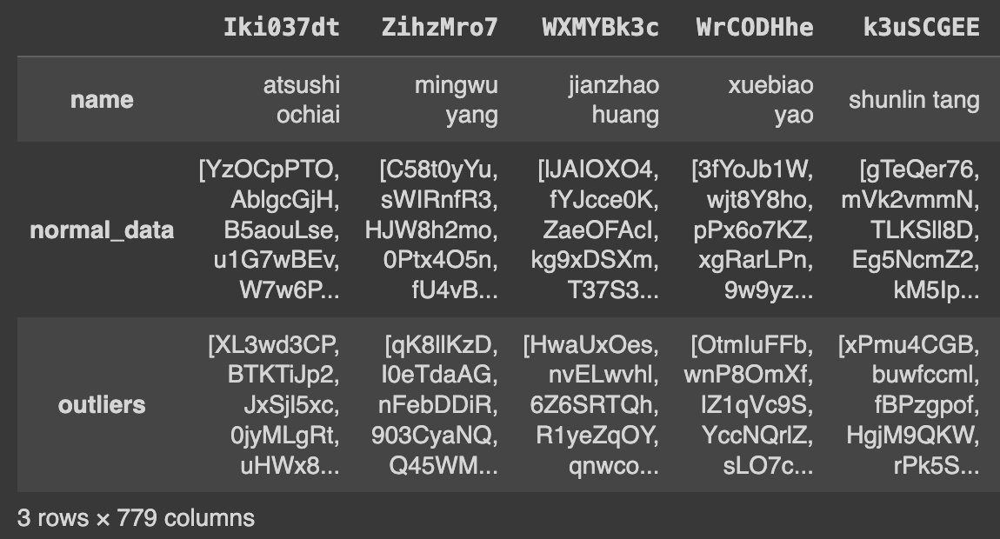 Iki037dt ZihzMro7 WXMYBk3c WrCODHhe k3uSCGEE
name atsushi ochiai mingwu yang jianzhao huang xuebiao yao shunlin tang
normal_data [YzOCpPTO, AblgcGjH, B5aouLse, u1G7wBEv, W7w6P... [C58t0yYu, sWIRnfR3, HJW8h2mo, 0Ptx4O5n, fU4vB... [lJAIOXO4, fYJcce0K, ZaeOFAcI, kg9xDSXm, T37S3... [3fYoJb1W, wjt8Y8ho, pPx6o7KZ, xgRarLPn, 9w9yz... [gTeQer76, mVk2vmmN, TLKSll8D, Eg5NcmZ2, kM5Ip...
outliers [XL3wd3CP, BTKTiJp2, JxSjl5xc, 0jyMLgRt, uHWx8... [qK8llKzD, I0eTdaAG, nFebDDiR, 903CyaNQ, Q45WM... [HwaUxOes, nvELwvhI, 6Z6SRTQh, R1yeZqOY, qnwco... [OtmIuFFb, wnP8OmXf, IZ1qVc9S, YccNQrlZ, sLO7c... [xPmu4CGB, buwfccml, fBPzgpof, HgjM9QKW, rPk5S...
3 rows × 779 columns